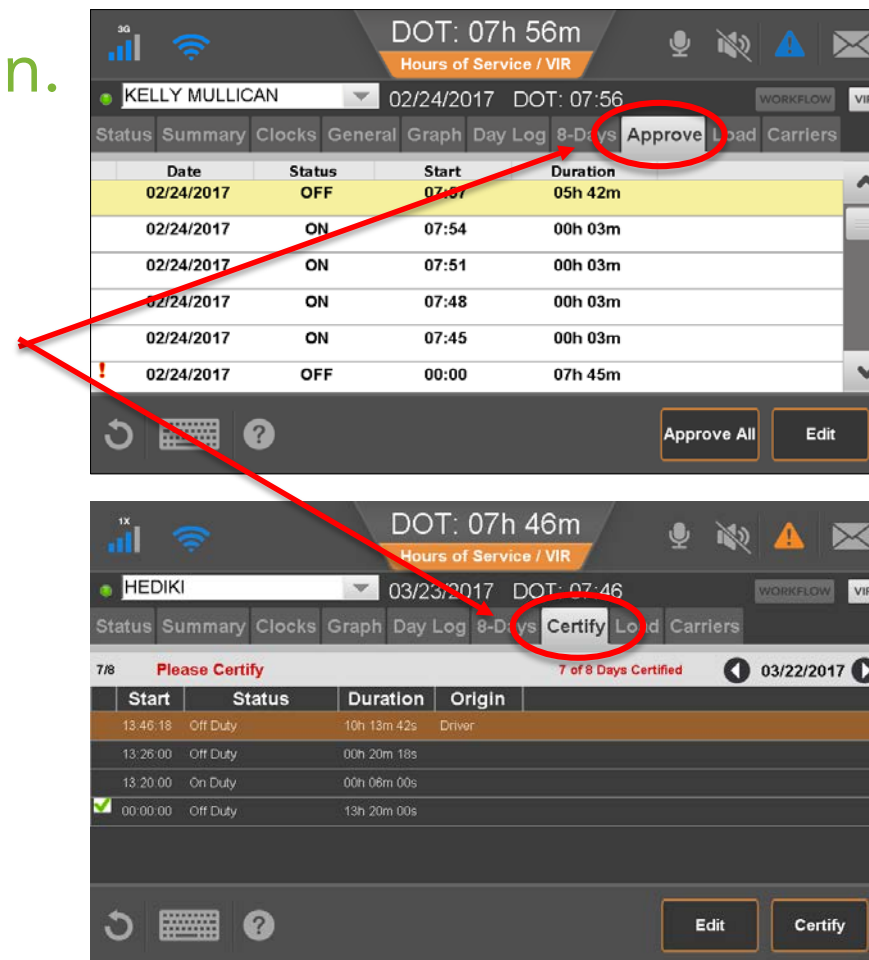 n.
3G
DOT: 07h 56m
Hours of Service / VIR
KELLY MULLICAN 02/24/2017 DOT: 07:56 WORKFLOW VIR
Status Summary Clocks General Graph Day Log 8-Days Approve Load Carriers
Date Status Start Duration
02/24/2017 OFF 07:57 05h 42m
02/24/2017 ON 07:54 00h 03m
02/24/2017 ON 07:51 00h 03m
02/24/2017 ON 07:48 00h 03m
02/24/2017 ON 07:45 00h 03m
! 02/24/2017 OFF 00:00 07h 45m
? Approve All Edit
1X
DOT: 07h 46m
Hours of Service / VIR
HEDIKI 03/23/2017 DOT: 07:46 WORKFLOW VIR
Status Summary Clocks Graph Day Log 8-Days Certify Load Carriers
7/8 Please Certify 7 of 8 Days Certified 03/22/2017
Start Status Duration Origin
13:46:18 Off Duty 10h 13m 42s Driver
13:26:00 Off Duty 00h 20m 18s
13:20:00 On Duty 00h 06m 00s
00:00:00 Off Duty 13h 20m 00s
? Edit Certify